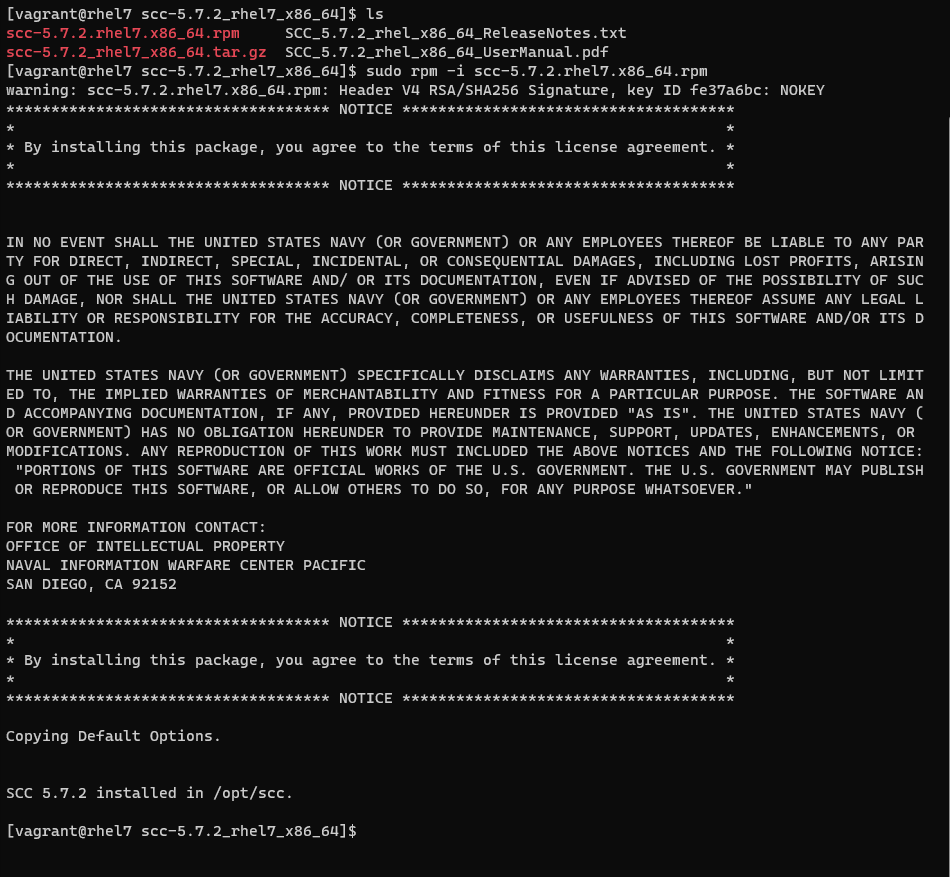 [vagrant@rhel7 scc-5.7.2_rhel7_x86_64]$ ls
scc-5.7.2.rhel7.x86_64.rpm     SCC_5.7.2_rhel_x86_64_ReleaseNotes.txt
scc-5.7.2_rhel7_x86_64.tar.gz  SCC_5.7.2_rhel_x86_64_UserManual.pdf
[vagrant@rhel7 scc-5.7.2_rhel7_x86_64]$ sudo rpm -i scc-5.7.2.rhel7.x86_64.rpm
warning: scc-5.7.2.rhel7.x86_64.rpm: Header V4 RSA/SHA256 Signature, key ID fe37a6bc: NOKEY
************************************ NOTICE *************************************
*                                                                               *
* By installing this package, you agree to the terms of this license agreement. *
*                                                                               *
************************************ NOTICE *************************************
IN NO EVENT SHALL THE UNITED STATES NAVY (OR GOVERNMENT) OR ANY EMPLOYEES THEREOF BE LIABLE TO ANY PAR
TY FOR DIRECT, INDIRECT, SPECIAL, INCIDENTAL, OR CONSEQUENTIAL DAMAGES, INCLUDING LOST PROFITS, ARISIN
G OUT OF THE USE OF THIS SOFTWARE AND/ OR ITS DOCUMENTATION, EVEN IF ADVISED OF THE POSSIBILITY OF SUC
H DAMAGE, NOR SHALL THE UNITED STATES NAVY (OR GOVERNMENT) OR ANY EMPLOYEES THEREOF ASSUME ANY LEGAL L
IABILITY OR RESPONSIBILITY FOR THE ACCURACY, COMPLETENESS, OR USEFULNESS OF THIS SOFTWARE AND/OR ITS D
OCUMENTATION.
THE UNITED STATES NAVY (OR GOVERNMENT) SPECIFICALLY DISCLAIMS ANY WARRANTIES, INCLUDING, BUT NOT LIMIT
ED TO, THE IMPLIED WARRANTIES OF MERCHANTABILITY AND FITNESS FOR A PARTICULAR PURPOSE. THE SOFTWARE AN
D ACCOMPANYING DOCUMENTATION, IF ANY, PROVIDED HEREUNDER IS PROVIDED "AS IS". THE UNITED STATES NAVY (
OR GOVERNMENT) HAS NO OBLIGATION HEREUNDER TO PROVIDE MAINTENANCE, SUPPORT, UPDATES, ENHANCEMENTS, OR
MODIFICATIONS. ANY REPRODUCTION OF THIS WORK MUST INCLUDED THE ABOVE NOTICES AND THE FOLLOWING NOTICE:
 "PORTIONS OF THIS SOFTWARE ARE OFFICIAL WORKS OF THE U.S. GOVERNMENT. THE U.S. GOVERNMENT MAY PUBLISH
 OR REPRODUCE THIS SOFTWARE, OR ALLOW OTHERS TO DO SO, FOR ANY PURPOSE WHATSOEVER."
FOR MORE INFORMATION CONTACT:
OFFICE OF INTELLECTUAL PROPERTY
NAVAL INFORMATION WARFARE CENTER PACIFIC
SAN DIEGO, CA 92152
************************************ NOTICE *************************************
*                                                                               *
* By installing this package, you agree to the terms of this license agreement. *
*                                                                               *
************************************ NOTICE *************************************
Copying Default Options.
SCC 5.7.2 installed in /opt/scc.
[vagrant@rhel7 scc-5.7.2_rhel7_x86_64]$